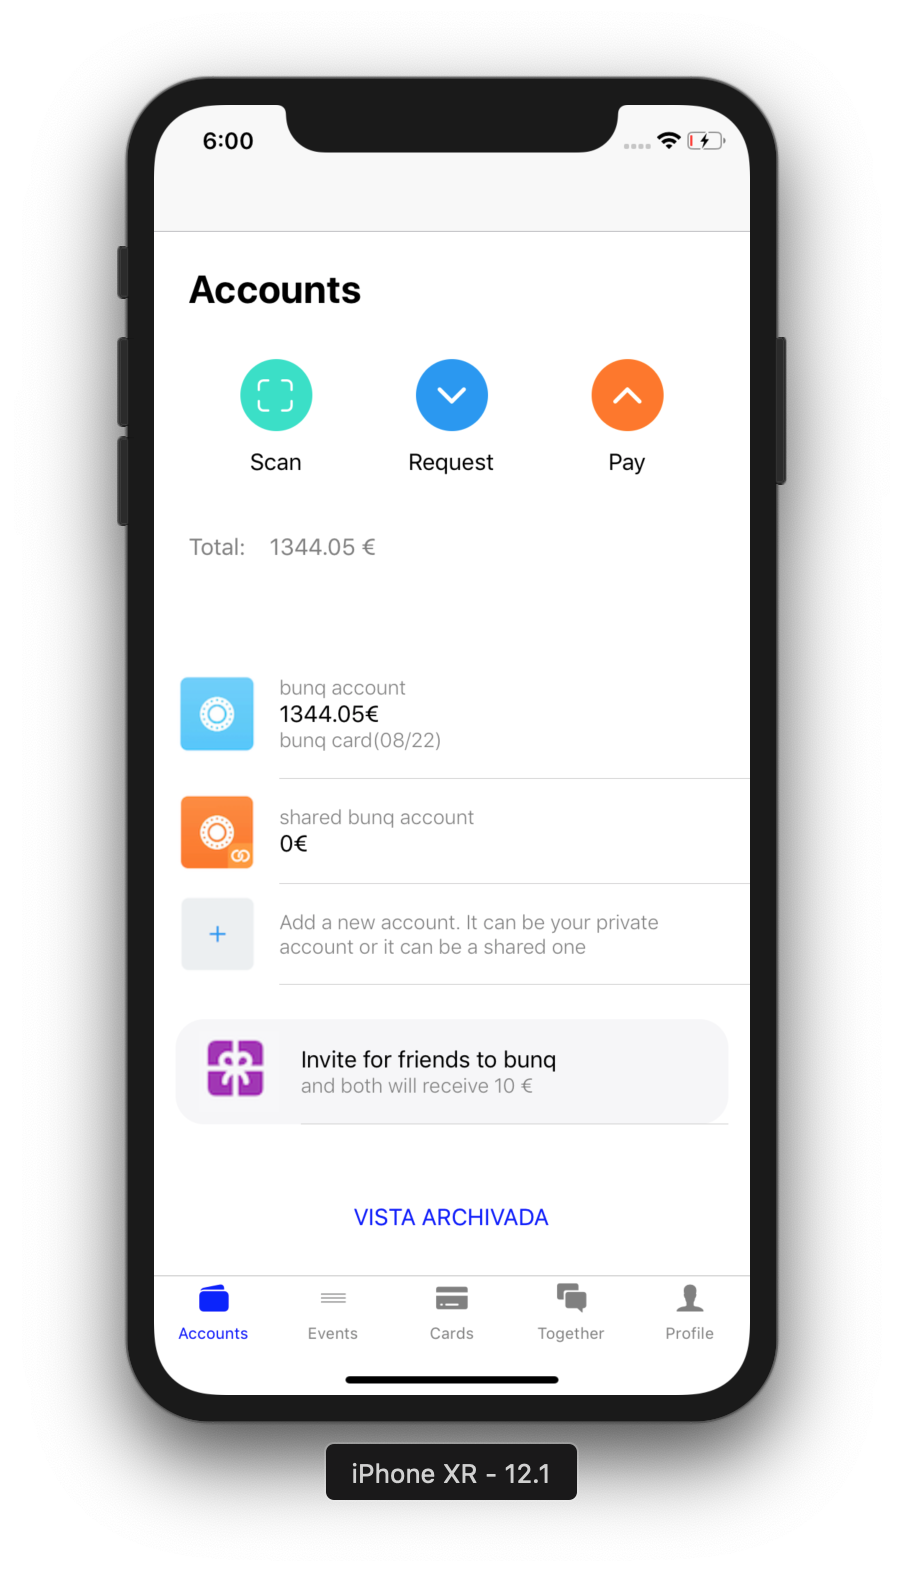 6:00
Accounts
Scan
Request
Pay
Total: 1344.05 €
bunq account
1344.05€
bunq card(08/22)
shared bunq account
0€
Add a new account. It can be your private
account or it can be a shared one
Invite for friends to bunq
and both will receive 10 €
VISTA ARCHIVADA
Accounts
Events
Cards
Together
Profile
iPhone XR - 12.1